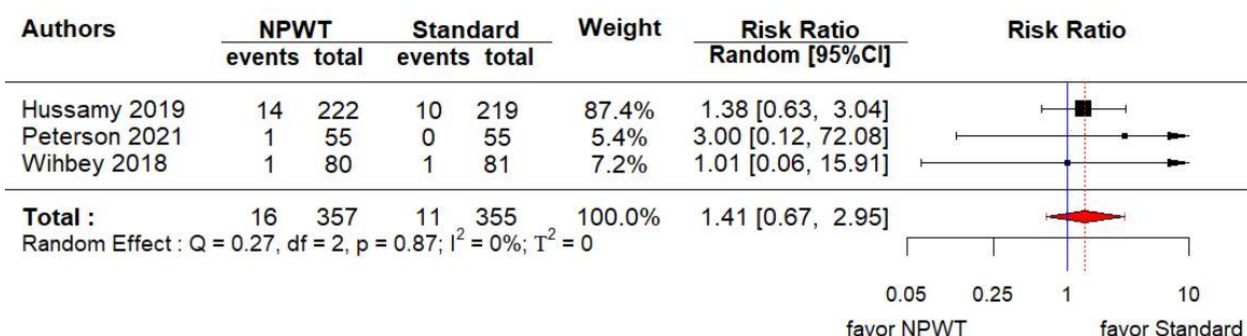 Authors NPWT Standard Weight Risk Ratio Risk Ratio
events total events total Random [95%CI]
Hussamy 2019 14 222 10 219 87.4% 1.38 [0.63, 3.04]
Peterson 2021 1 55 0 55 5.4% 3.00 [0.12, 72.08]
Wihbey 2018 1 80 1 81 7.2% 1.01 [0.06, 15.91]
Total : 16 357 11 355 100.0% 1.41 [0.67, 2.95]
Random Effect : Q = 0.27, df = 2, p = 0.87; I² = 0%; T² = 0
0.05 0.25 1 10
favor NPWT favor Standard